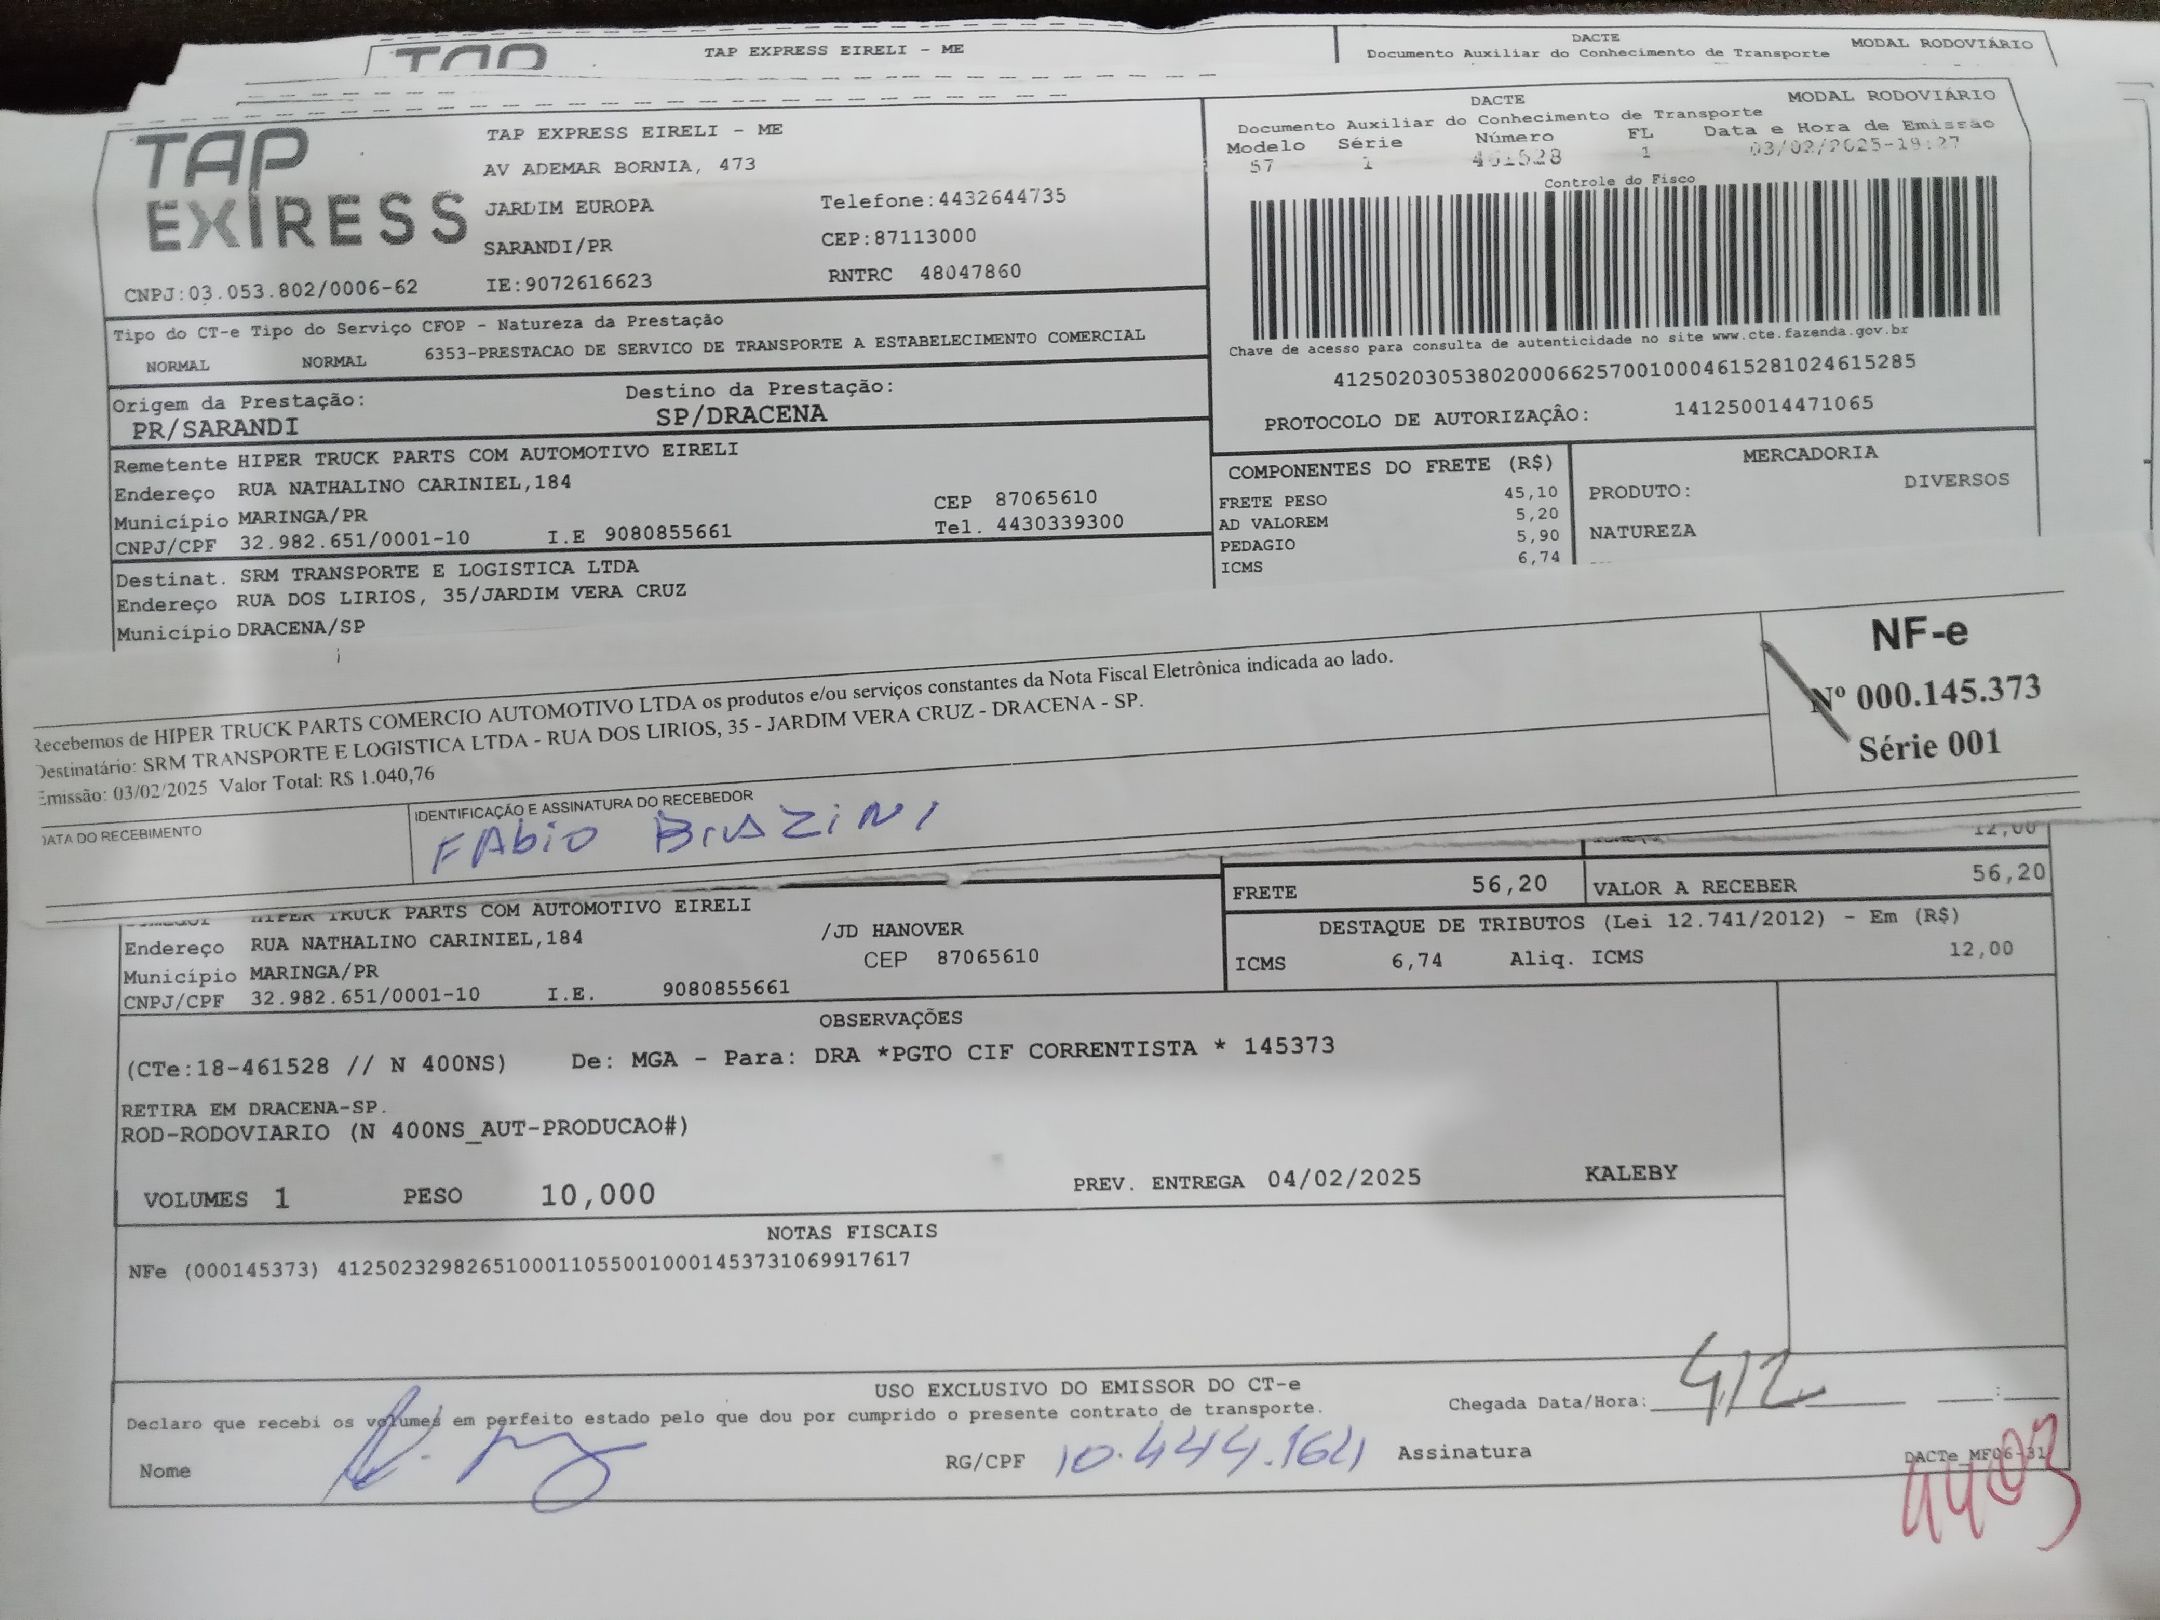 TAP EXPRESS EIRELI - ME
DACTE
Documento Auxiliar do Conhecimento de Transporte
MODAL RODOVIÁRIO
TAP
EXPRESS
TAP EXPRESS EIRELI - ME
AV ADEMAR BORNIA, 473
JARDIM EUROPA
Telefone:4432644735
SARANDI/PR
CEP:87113000
CNPJ:03.053.802/0006-62
IE:9072616623
RNTRC 48047860
DACTE
MODAL RODOVIÁRIO
Documento Auxiliar do Conhecimento de Transporte
Modelo Série Número FL Data e Hora de Emissão
57 1 461528 1 03/02/2025-19:27
Controle do Fisco
Chave de acesso para consulta de autenticidade no site www.cte.fazenda.gov.br
41250203053802000662570010004615281024615285
PROTOCOLO DE AUTORIZAÇÃO: 141250014471065
Tipo do CT-e Tipo do Serviço CFOP - Natureza da Prestação
NORMAL NORMAL 6353-PRESTACAO DE SERVICO DE TRANSPORTE A ESTABELECIMENTO COMERCIAL
Origem da Prestação: Destino da Prestação:
PR/SARANDI SP/DRACENA
Remetente HIPER TRUCK PARTS COM AUTOMOTIVO EIRELI
Endereço RUA NATHALINO CARINIEL,184
Município MARINGA/PR CEP 87065610
CNPJ/CPF 32.982.651/0001-10 I.E 9080855661 Tel. 4430339300
Destinat. SRM TRANSPORTE E LOGISTICA LTDA
Endereço RUA DOS LIRIOS, 35/JARDIM VERA CRUZ
Município DRACENA/SP
COMPONENTES DO FRETE (R$)
FRETE PESO 45,10
AD VALOREM 5,20
PEDAGIO 5,90
ICMS 6,74
MERCADORIA
PRODUTO: DIVERSOS
NATUREZA
Recebemos de HIPER TRUCK PARTS COMERCIO AUTOMOTIVO LTDA os produtos e/ou serviços constantes da Nota Fiscal Eletrônica indicada ao lado.
Destinatário: SRM TRANSPORTE E LOGISTICA LTDA - RUA DOS LIRIOS, 35 - JARDIM VERA CRUZ - DRACENA - SP.
Emissão: 03/02/2025 Valor Total: R$ 1.040,76
DATA DO RECEBIMENTO
IDENTIFICAÇÃO E ASSINATURA DO RECEBEDOR
FABIO
NF-e
Nº 000.145.373
Série 001
12,00
FRETE 56,20 VALOR A RECEBER 56,20
HIPER TRUCK PARTS COM AUTOMOTIVO EIRELI
Endereço RUA NATHALINO CARINIEL,184 /JD HANOVER
Município MARINGA/PR CEP 87065610
CNPJ/CPF 32.982.651/0001-10 I.E. 9080855661
DESTAQUE DE TRIBUTOS (Lei 12.741/2012) - Em (R$)
ICMS 6,74 Aliq. ICMS 12,00
OBSERVAÇÕES
(CTe:18-461528 // N 400NS) De: MGA - Para: DRA *PGTO CIF CORRENTISTA * 145373
RETIRA EM DRACENA-SP.
ROD-RODOVIARIO (N 400NS_AUT-PRODUCAO#)
VOLUMES 1 PESO 10,000 PREV. ENTREGA 04/02/2025 KALEBY
NOTAS FISCAIS
NFe (000145373) 41250232982651000110550010001453731069917617
USO EXCLUSIVO DO EMISSOR DO CT-e
Declaro que recebi os volumes em perfeito estado pelo que dou por cumprido o presente contrato de transporte.
Chegada Data/Hora: 4/2
Nome RG/CPF 10.444.164 Assinatura
DACTe_MF06-31